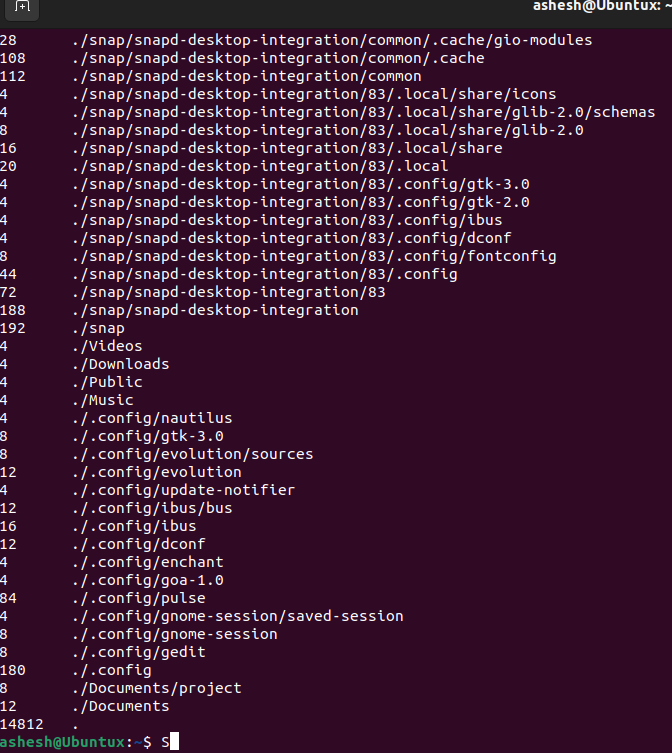 ashesh@Ubuntux: ~
28 ./snap/snapd-desktop-integration/common/.cache/gio-modules
108 ./snap/snapd-desktop-integration/common/.cache
112 ./snap/snapd-desktop-integration/common
4 ./snap/snapd-desktop-integration/83/.local/share/icons
4 ./snap/snapd-desktop-integration/83/.local/share/glib-2.0/schemas
8 ./snap/snapd-desktop-integration/83/.local/share/glib-2.0
16 ./snap/snapd-desktop-integration/83/.local/share
20 ./snap/snapd-desktop-integration/83/.local
4 ./snap/snapd-desktop-integration/83/.config/gtk-3.0
4 ./snap/snapd-desktop-integration/83/.config/gtk-2.0
4 ./snap/snapd-desktop-integration/83/.config/ibus
4 ./snap/snapd-desktop-integration/83/.config/dconf
8 ./snap/snapd-desktop-integration/83/.config/fontconfig
44 ./snap/snapd-desktop-integration/83/.config
72 ./snap/snapd-desktop-integration/83
188 ./snap/snapd-desktop-integration
192 ./snap
4 ./Videos
4 ./Downloads
4 ./Public
4 ./Music
4 ./.config/nautilus
8 ./.config/gtk-3.0
8 ./.config/evolution/sources
12 ./.config/evolution
4 ./.config/update-notifier
12 ./.config/ibus/bus
16 ./.config/ibus
12 ./.config/dconf
4 ./.config/enchant
4 ./.config/goa-1.0
84 ./.config/pulse
4 ./.config/gnome-session/saved-session
8 ./.config/gnome-session
8 ./.config/gedit
180 ./.config
8 ./Documents/project
12 ./Documents
14812 .
ashesh@Ubuntux:~$ S